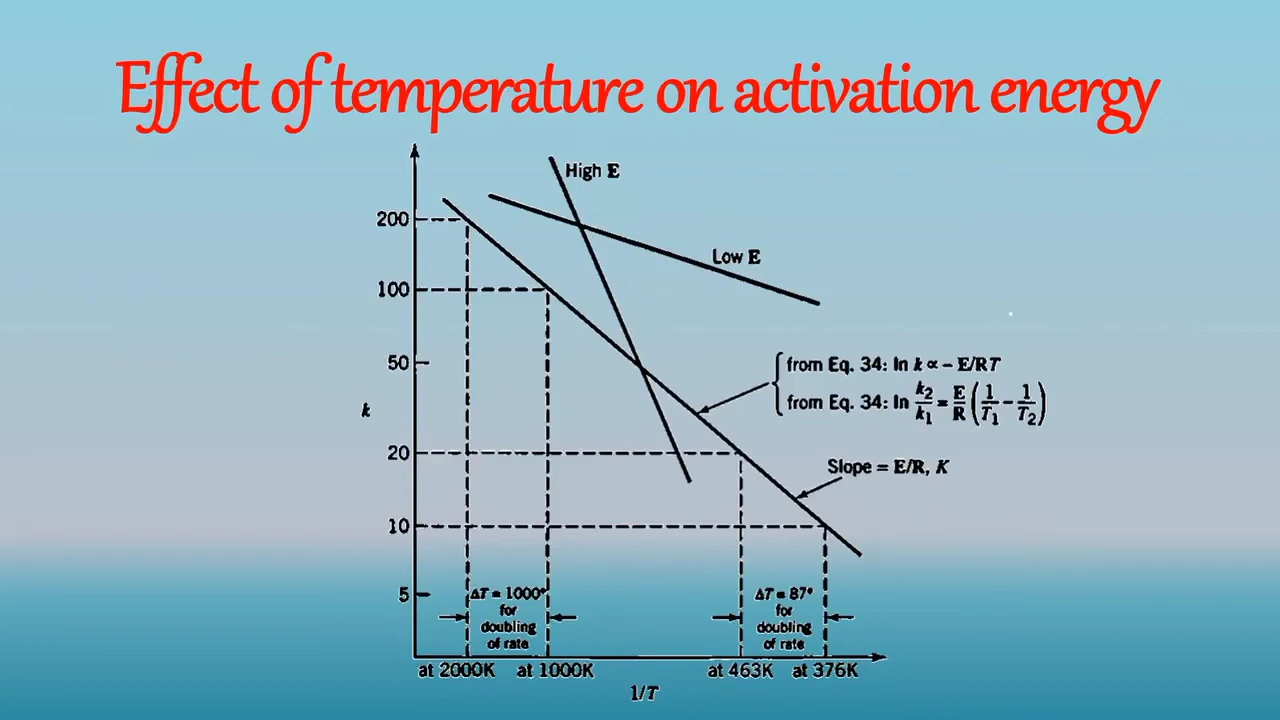 Effect of temperature on activation energy
High E
Low E
200
100
50
k
20
10
5
from Eq. 34: ln k ∝ – E/RT
from Eq. 34: ln k₂/k₁ = E/R (1/T₁ – 1/T₂)
Slope = E/R, K
ΔT = 1000°
for
doubling
of rate
ΔT = 87°
for
doubling
of rate
at 2000K at 1000K at 463K at 376K
1/T